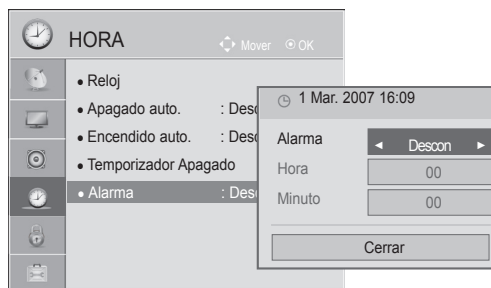 HORA
Mover OK
• Reloj
• Apagado auto. : Desc
• Encendido auto. : Desc
• Temporizador Apagado
• Alarma : Desc
1 Mar. 2007 16:09
Alarma ◄ Descon ►
Hora 00
Minuto 00
Cerrar